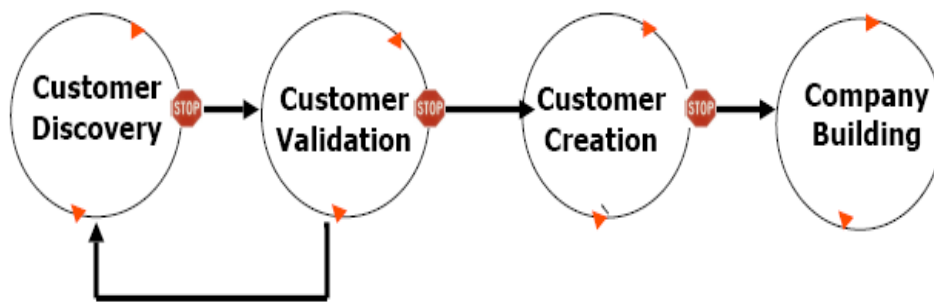 Customer
Discovery
STOP
Customer
Validation
STOP
Customer
Creation
STOP
Company
Building